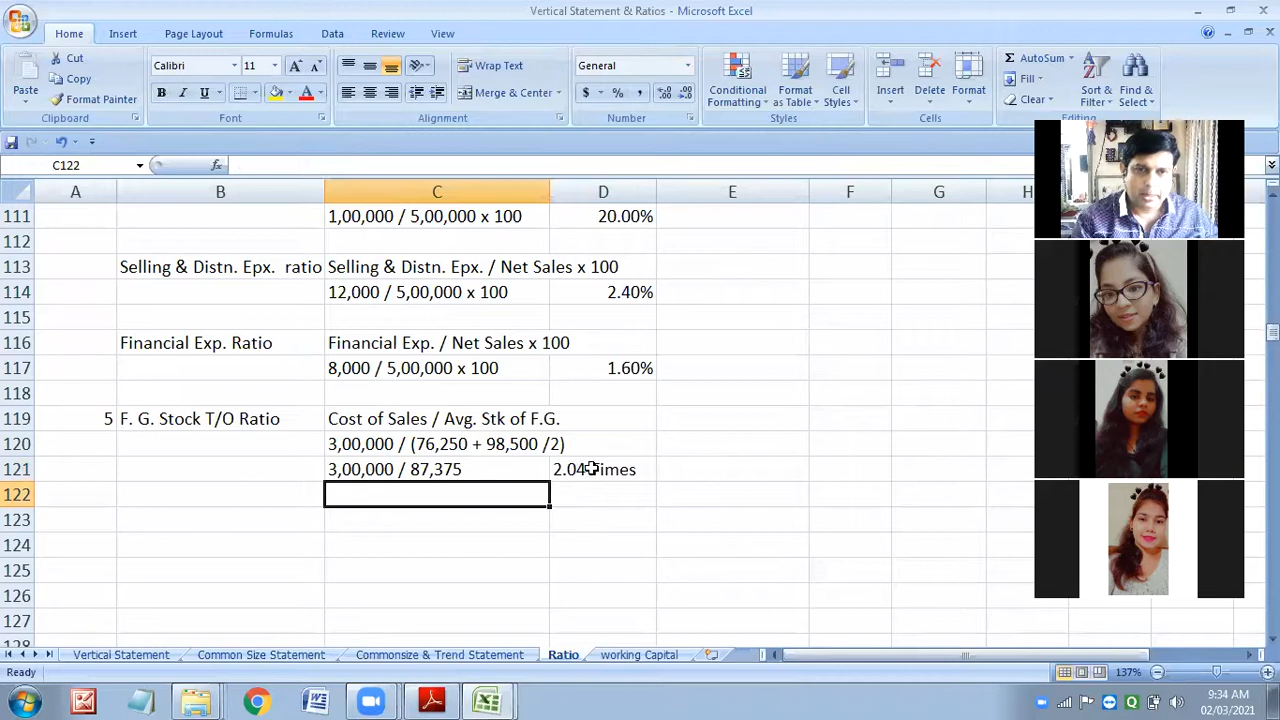 Vertical Statement & Ratios - Microsoft Excel
Home Insert Page Layout Formulas Data Review View
Cut
Copy
Format Painter
Paste
Clipboard
Calibri 11
B I U
Font
Wrap Text
Merge & Center
Alignment
General
$ % ,
Number
Conditional Formatting
Format as Table
Cell Styles
Styles
Insert Delete Format
Cells
AutoSum
Fill
Clear
Sort & Filter
Find & Select
Editing
C122 fx
A B C D E F G H
111 1,00,000 / 5,00,000 x 100 20.00%
112
113 Selling & Distn. Epx. ratio Selling & Distn. Epx. / Net Sales x 100
114 12,000 / 5,00,000 x 100 2.40%
115
116 Financial Exp. Ratio Financial Exp. / Net Sales x 100
117 8,000 / 5,00,000 x 100 1.60%
118
119 5 F. G. Stock T/O Ratio Cost of Sales / Avg. Stk of F.G.
120 3,00,000 / (76,250 + 98,500 /2)
121 3,00,000 / 87,375 2.04 Times
122
123
124
125
126
127
128
Vertical Statement Common Size Statement Commonsize & Trend Statement Ratio working Capital
Ready 137%
9:34 AM
02/03/2021